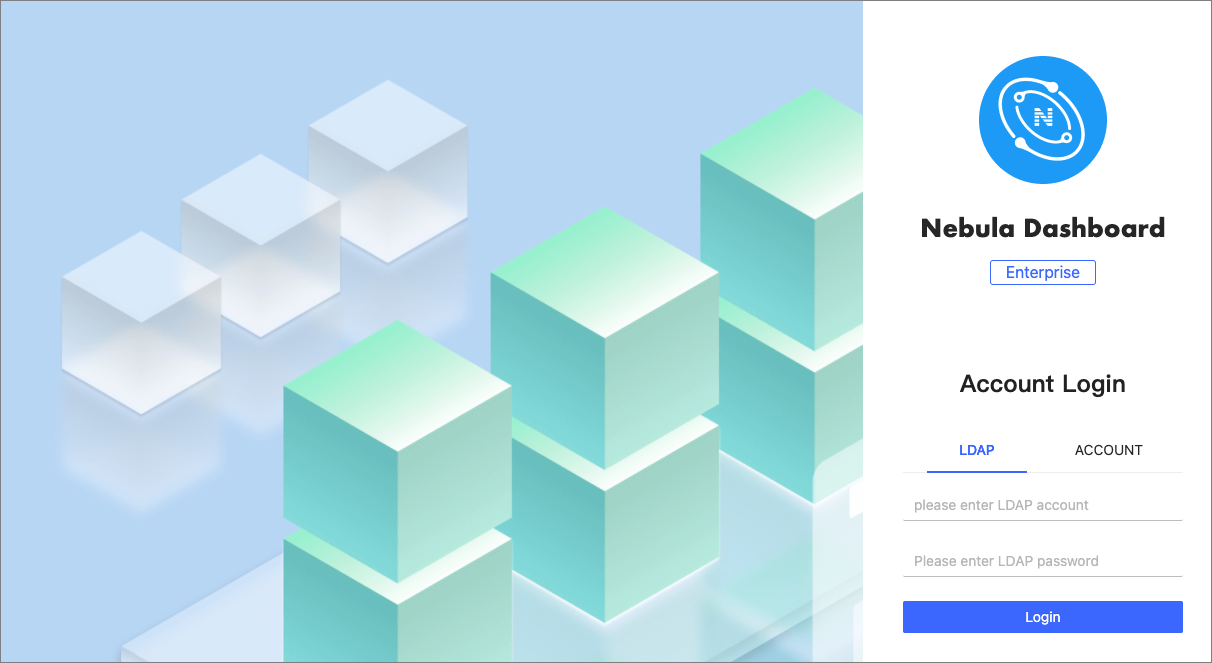 N
Nebula Dashboard
Enterprise
Account Login
LDAP ACCOUNT
please enter LDAP account
Please enter LDAP password
Login